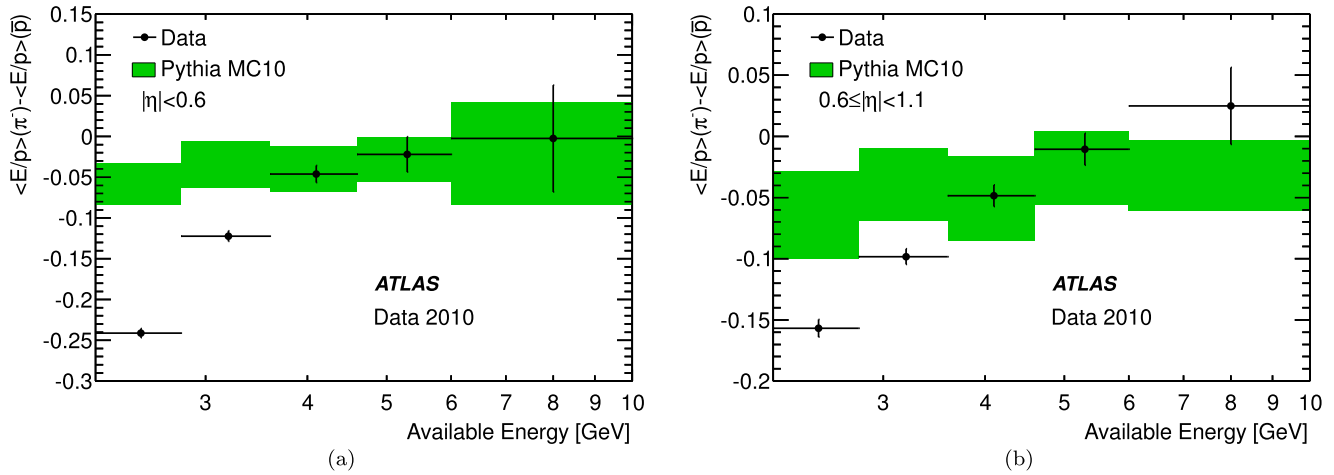 <E/p>(π⁻)-<E/p>(p̅)
0.15
0.1
0.05
0
-0.05
-0.1
-0.15
-0.2
-0.25
-0.3
Data
Pythia MC10
|η|<0.6
ATLAS
Data 2010
3 4 5 6 7 8 9 10
Available Energy [GeV]
(a)
<E/p>(π⁻)-<E/p>(p̅)
0.1
0.05
0
-0.05
-0.1
-0.15
-0.2
Data
Pythia MC10
0.6≤|η|<1.1
ATLAS
Data 2010
3 4 5 6 7 8 9 10
Available Energy [GeV]
(b)